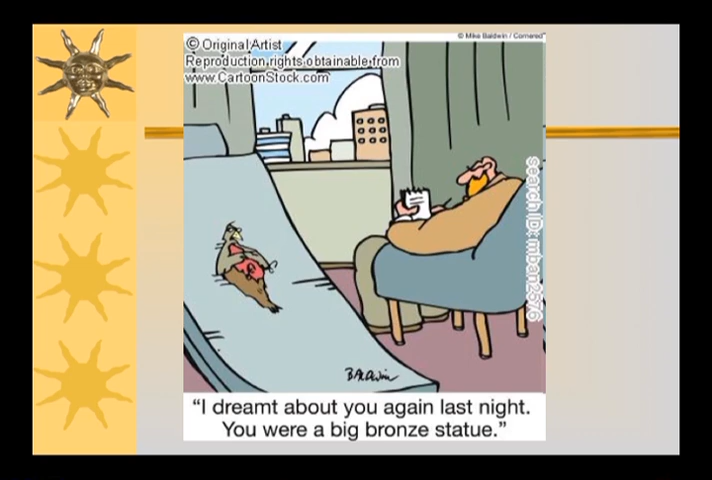 © Mike Baldwin / Cornered
© Original Artist
Reproduction rights obtainable from
www.CartoonStock.com
search ID: mban2576
BALDWIN
“I dreamt about you again last night.
You were a big bronze statue.”